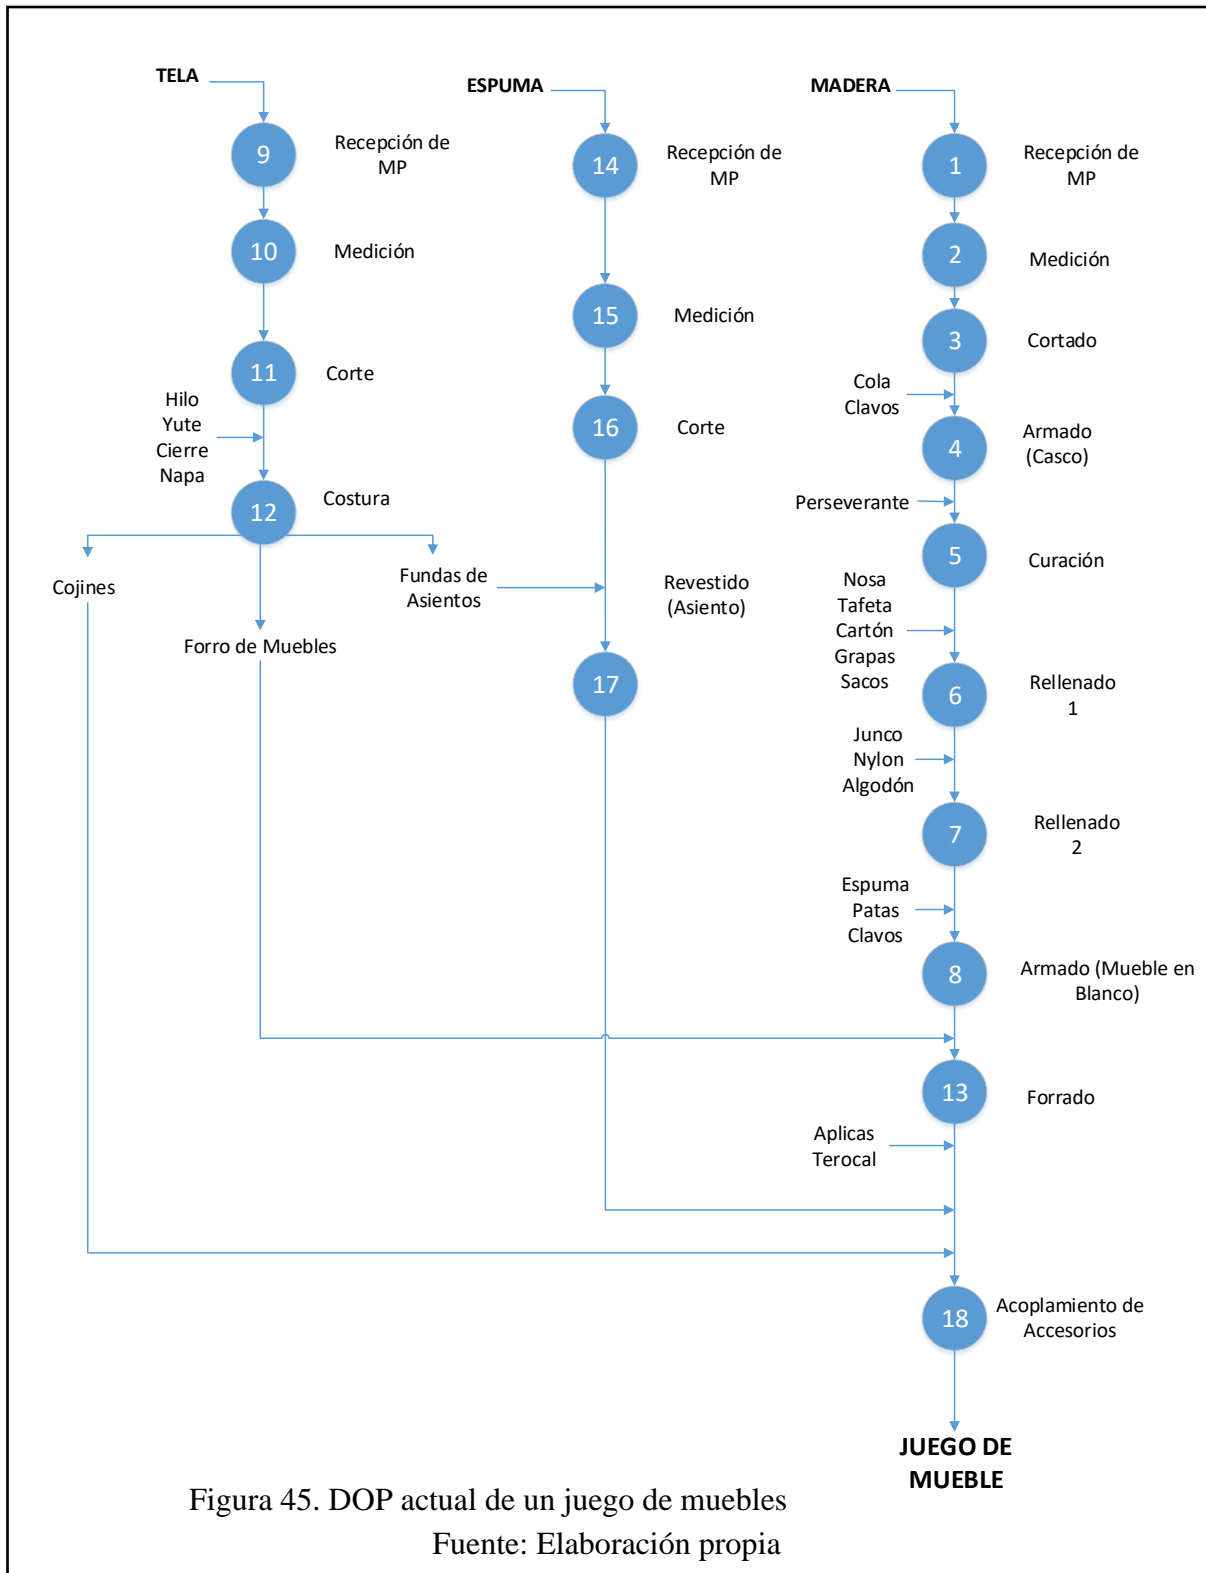 TELA
9
Recepción de
MP
10
Medición
11
Corte
Hilo
Yute
Cierre
Napa
12
Costura
Cojines
Forro de Muebles
Fundas de
Asientos
ESPUMA
14
Recepción de
MP
15
Medición
16
Corte
Revestido
(Asiento)
17
MADERA
1
Recepción de
MP
2
Medición
3
Cortado
Cola
Clavos
4
Armado
(Casco)
Perseverante
5
Curación
Nosa
Tafeta
Cartón
Grapas
Sacos
6
Rellenado
1
Junco
Nylon
Algodón
7
Rellenado
2
Espuma
Patas
Clavos
8
Armado (Mueble en
Blanco)
13
Forrado
Aplicas
Terocal
18
Acoplamiento de
Accesorios
JUEGO DE
MUEBLE
Figura 45. DOP actual de un juego de muebles
Fuente: Elaboración propia